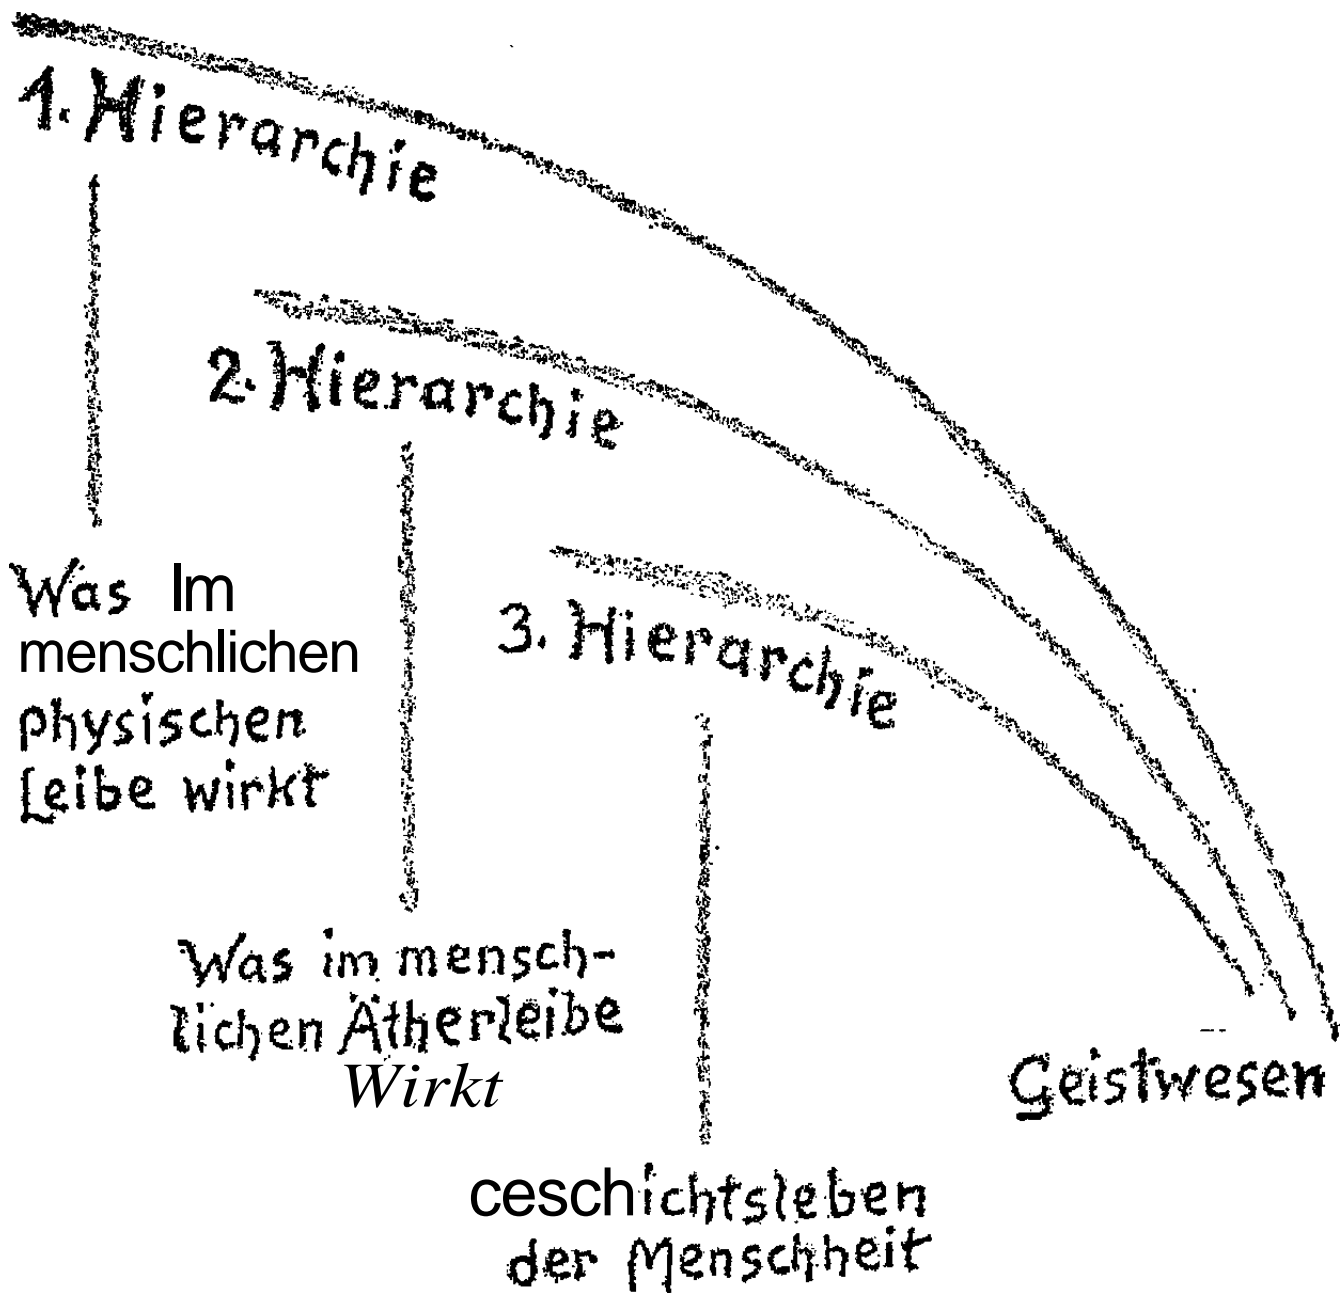 1. Hierarchie
2. Hierarchie
Was Im
menschlichen
physischen
Leibe wirkt
3. Hierarchie
Was im mensch-
lichen Ätherleibe
Wirkt
Geistwesen
ceschichtsleben
der Menschheit